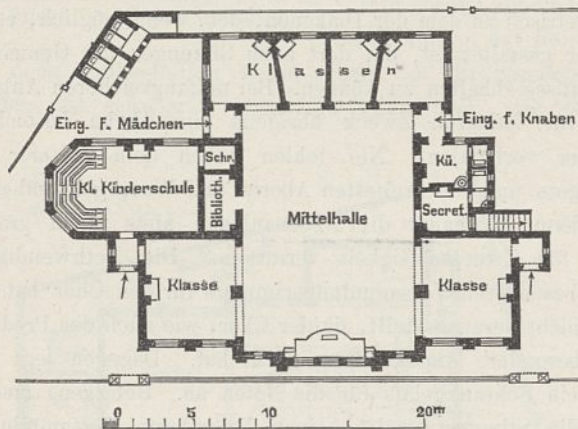 Klassen
Eing. f. Mädchen
Eing. f. Knaben
Schr.
Kü.
Kl. Kinderschule
Biblioth.
Mittelhalle
Secret.
Klasse
Klasse
0 5 10 20m